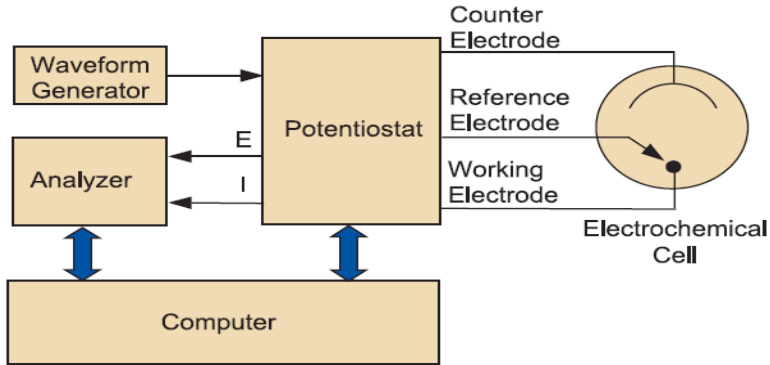 Waveform
Generator
Analyzer
E
I
Potentiostat
Counter
Electrode
Reference
Electrode
Working
Electrode
Electrochemical
Cell
Computer